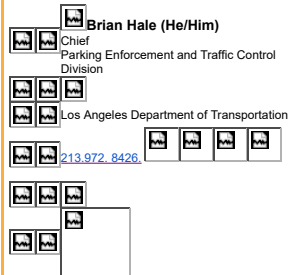 Brian Hale (He/Him)
Chief
Parking Enforcement and Traffic Control
Division
Los Angeles Department of Transportation
213.972. 8426.